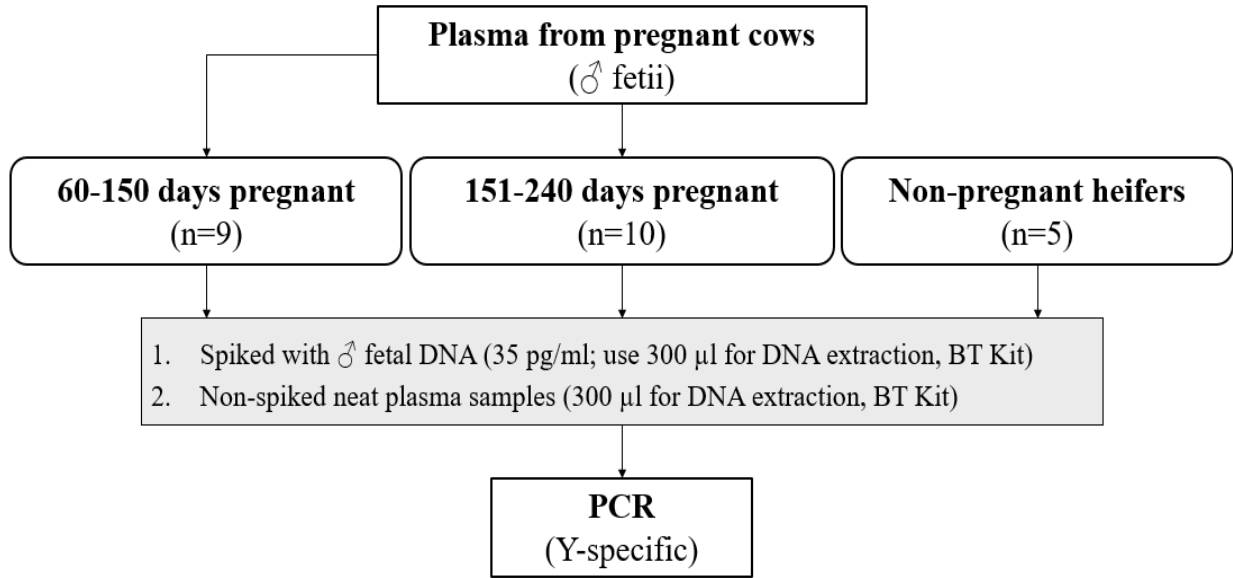 Plasma from pregnant cows
(♂ fetii)
60-150 days pregnant
(n=9)
151-240 days pregnant
(n=10)
Non-pregnant heifers
(n=5)
1. Spiked with ♂ fetal DNA (35 pg/ml; use 300 µl for DNA extraction, BT Kit)
2. Non-spiked neat plasma samples (300 µl for DNA extraction, BT Kit)
PCR
(Y-specific)